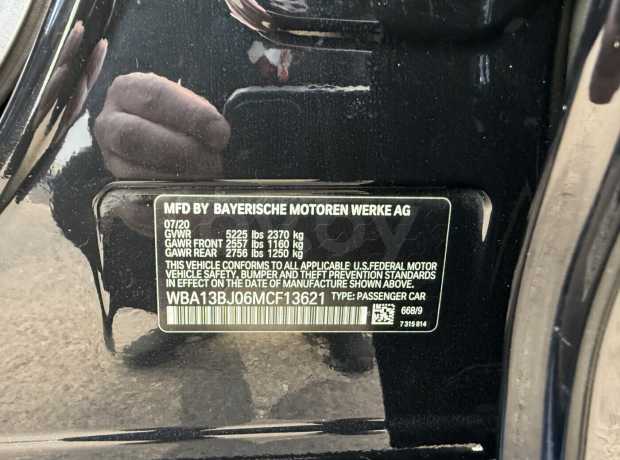 MFD BY BAYERISCHE MOTOREN WERKE AG
07/20
GVWR 5225 lbs 2370 kg
GAWR FRONT 2557 lbs 1160 kg
GAWR REAR 2756 lbs 1250 kg
THIS VEHICLE CONFORMS TO ALL APPLICABLE U.S.FEDERAL MOTOR
VEHICLE SAFETY, BUMPER, AND THEFT PREVENTION STANDARDS IN
EFFECT ON THE DATE OF MANUFACTURE SHOWN ABOVE.
WBA13BJ06MCF13621 TYPE: PASSENGER CAR
668/9
7 315 814